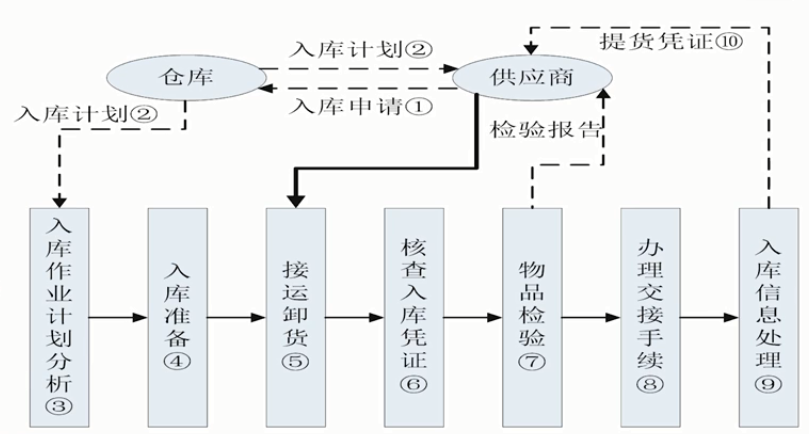 入库计划②
提货凭证⑩
仓库
供应商
入库计划②
入库申请①
检验报告
入库作业计划分析③
入库准备④
接运卸货⑤
核查入库凭证⑥
物品检验⑦
办理交接手续⑧
入库信息处理⑨